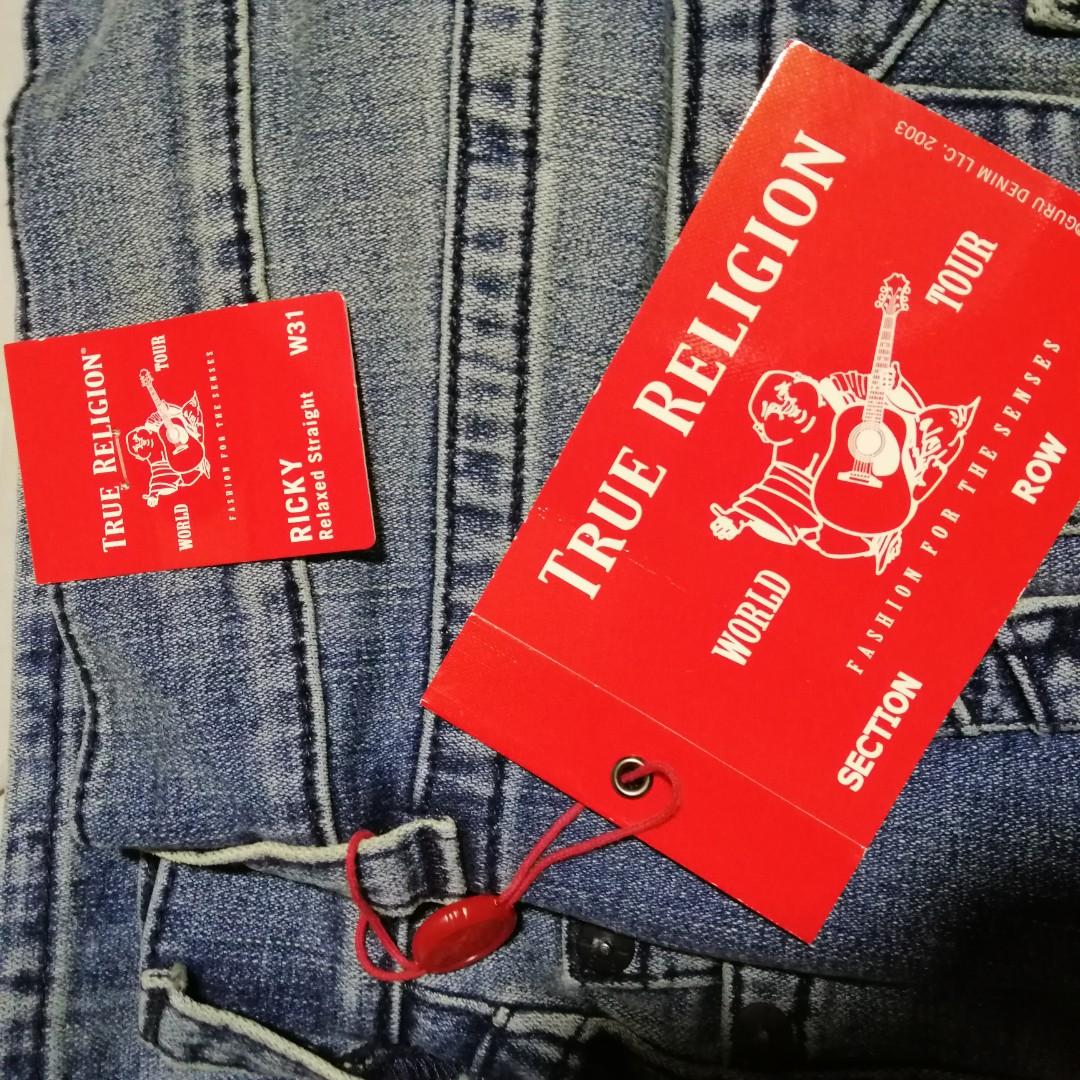 TRUE RELIGION®
WORLD TOUR
FASHION FOR THE SENSES
RICKY W31
Relaxed Straight
TRUE RELIGION
WORLD TOUR
FASHION FOR THE SENSES
SECTION ROW
GURU DENIM LLC. 2003